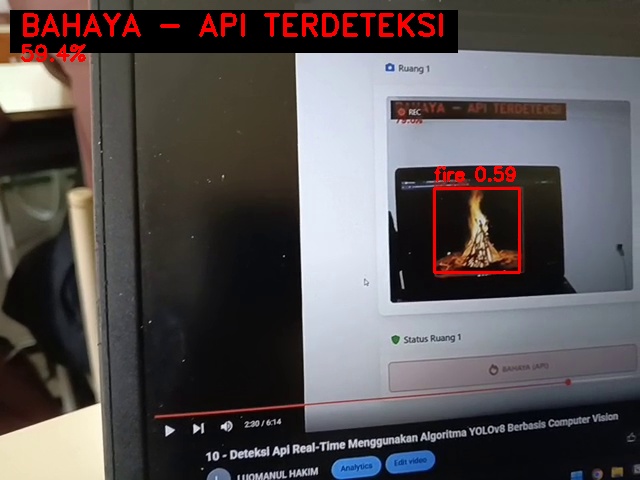 BAHAYA - API TERDETEKSI
59.4%
Ruang 1
REC
BAHAYA - API TERDETEKSI
fire 0.59
Status Ruang 1
BAHAYA (API)
2:30 / 6:14
10 - Deteksi Api Real-Time Menggunakan Algoritma YOLOv8 Berbasis Computer Vision
LUQMANUL HAKIM
Analytics
Edit video